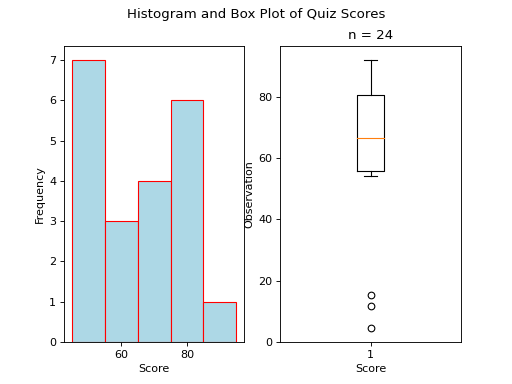 Histogram and Box Plot of Quiz Scores
n = 24
7
6
5
4
3
2
1
0
Frequency
60 80
Score
80
60
40
20
0
Observation
1
Score